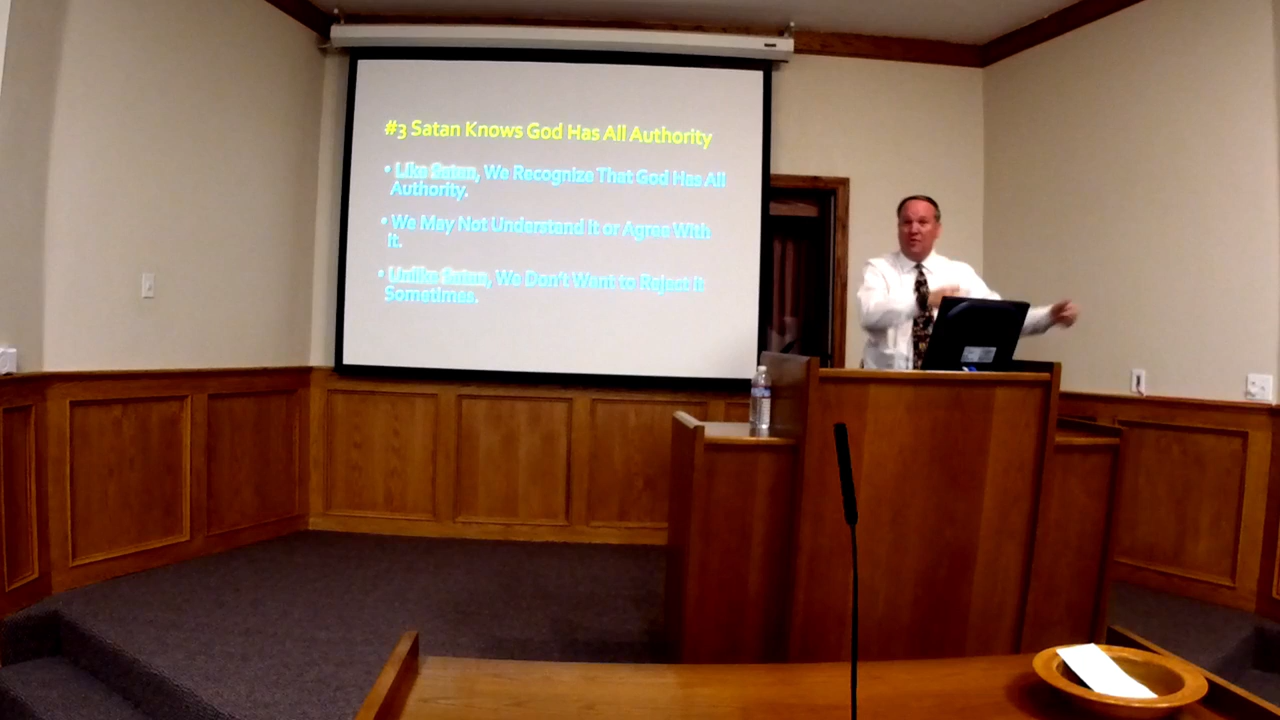 #3 Satan Knows God Has All Authority
• Like Satan, We Recognize That God Has All
Authority.
• We May Not Understand It or Agree With
It.
• Unlike Satan, We Don't Want to Reject It
Sometimes.